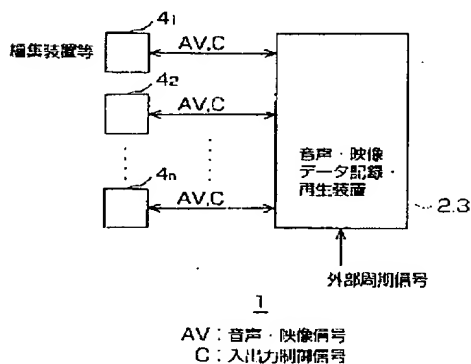 編集装置等
4₁
AV,C
4₂
AV,C
4ₙ
AV,C
音声・映像
データ記録・
再生装置
2,3
外部周期信号
1
AV：音声・映像信号
C：入出力制御信号